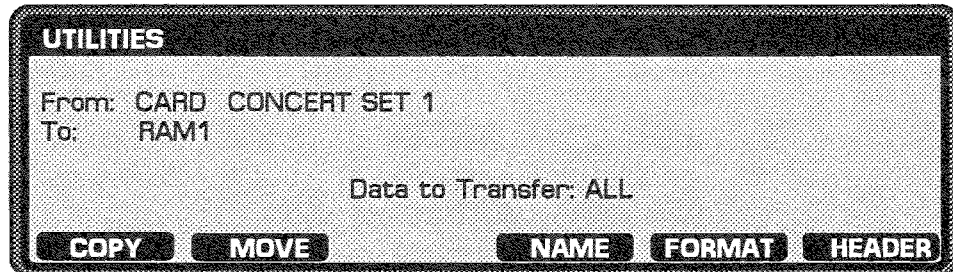 UTILITIES
From: CARD CONCERT SET 1
To: RAM1
Data to Transfer: ALL
COPY MOVE NAME FORMAT HEADER